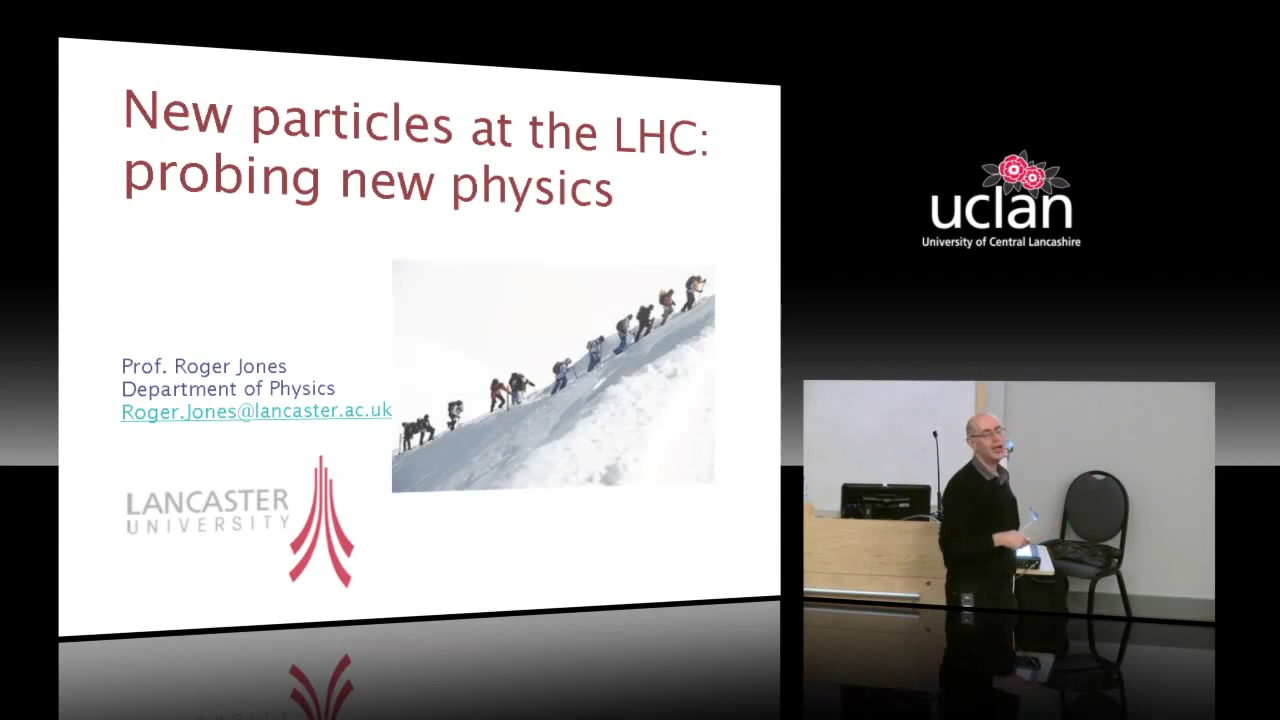 New particles at the LHC:
probing new physics
Prof. Roger Jones
Department of Physics
Roger.Jones@lancaster.ac.uk
LANCASTER
UNIVERSITY
uclan
University of Central Lancashire